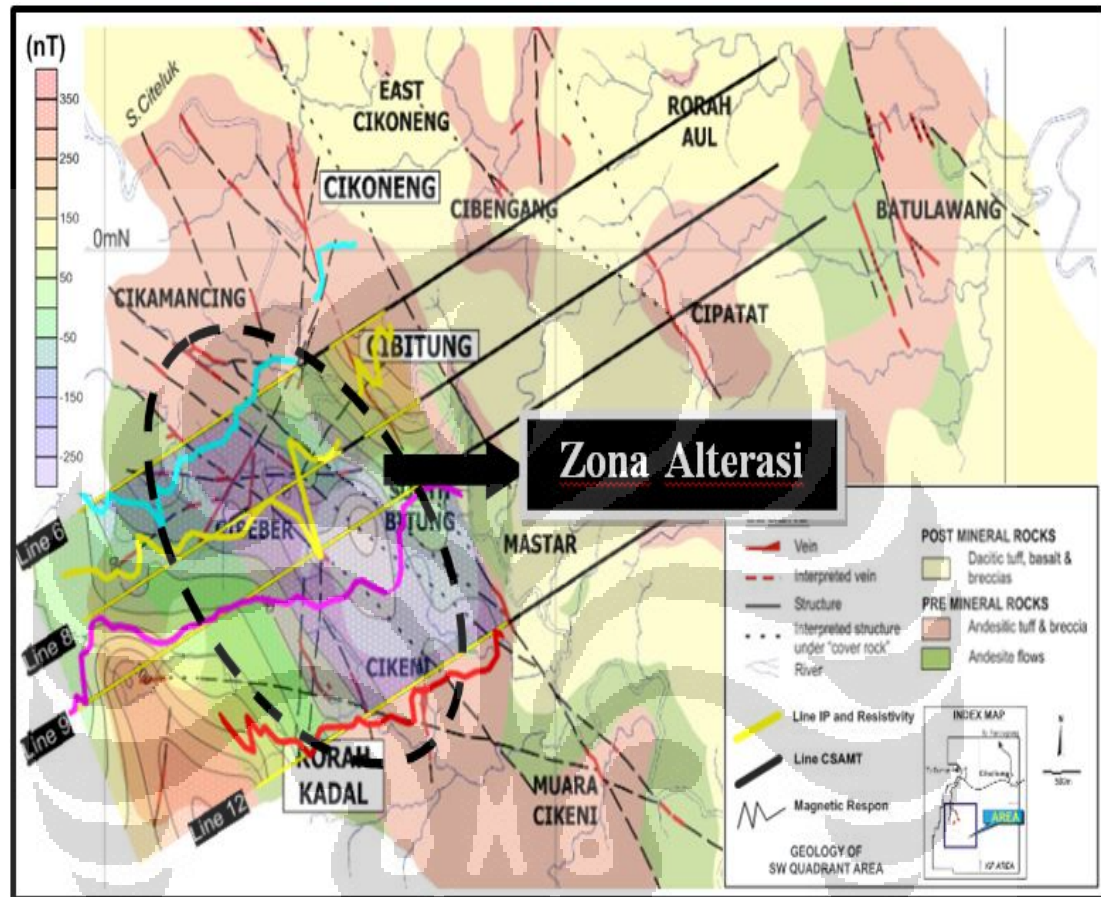 (nT)
350
250
150
50
-50
-150
-250
S.Citeluk
EAST
CIKONENG
RORAH
AUL
CIKONENG
CIBENGANG
BATULAWANG
0mN
CIKAMANCING
CIPATAT
CIBITUNG
Zona Alterasi
BITUNG
MASTAR
CIKENI
RORAH
KADAL
MUARA
CIKENI
Line 6
Line 8
Line 9
Line 12
Vein
Interpreted vein
Structure
Interpreted structure
under "cover rock"
River
POST MINERAL ROCKS
Dacitic tuff, basalt &
breccias
PRE MINERAL ROCKS
Andesitic tuff & breccia
Andesite flows
Line IP and Resistivity
Line CSAMT
Magnetic Respon
GEOLOGY OF
SW QUADRANT AREA
INDEX MAP
AREA
N
500m